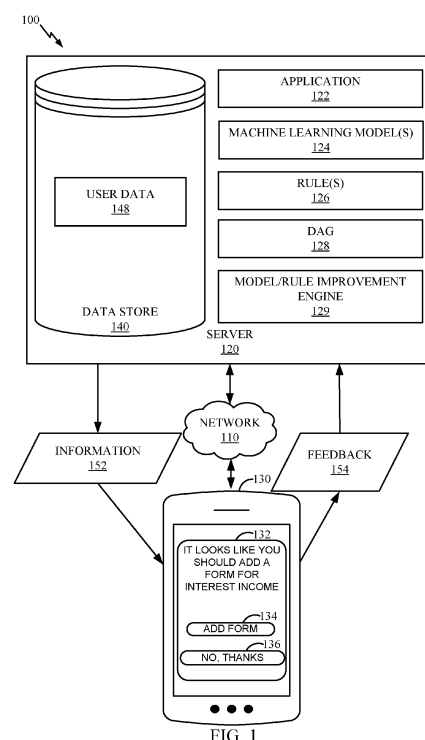 100
APPLICATION
122
MACHINE LEARNING MODEL(S)
124
USER DATA
148
RULE(S)
126
DAG
128
MODEL/RULE IMPROVEMENT
ENGINE
129
DATA STORE
140
SERVER
120
NETWORK
110
INFORMATION
152
FEEDBACK
154
130
132
IT LOOKS LIKE YOU
SHOULD ADD A
FORM FOR
INTEREST INCOME
134
ADD FORM
136
NO, THANKS
FIG. 1